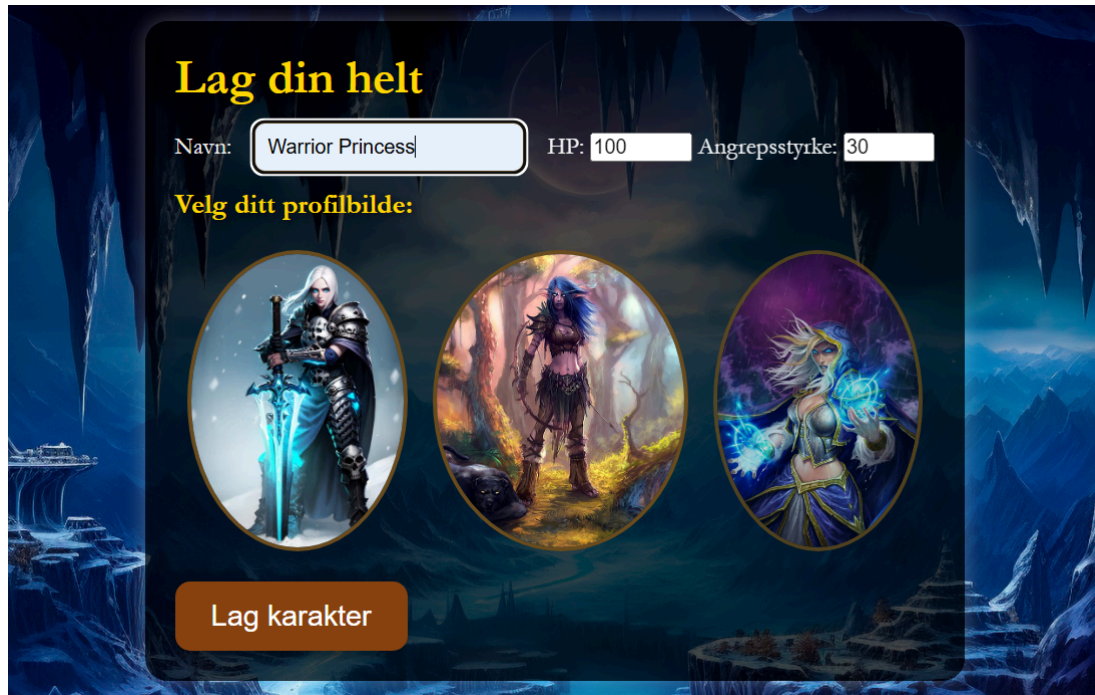 Lag din helt
Navn: Warrior Princess HP: 100 Angrepsstyrke: 30
Velg ditt profilbilde:
Lag karakter